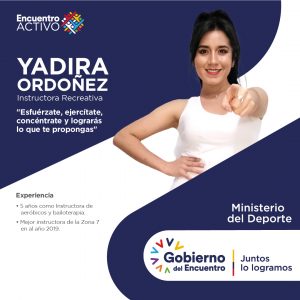 Encuentro
ACTIVO
YADIRA
ORDOÑEZ
Instructora Recreativa
"Esfuérzate, ejercítate,
concéntrate y lograrás
lo que te propongas"
Experiencia
• 5 años como Instructora de
aeróbicos y bailoterapia.
• Mejor instructora de la Zona 7
en al año 2019.
Ministerio
del Deporte
Gobierno
del Encuentro
Juntos
lo logramos